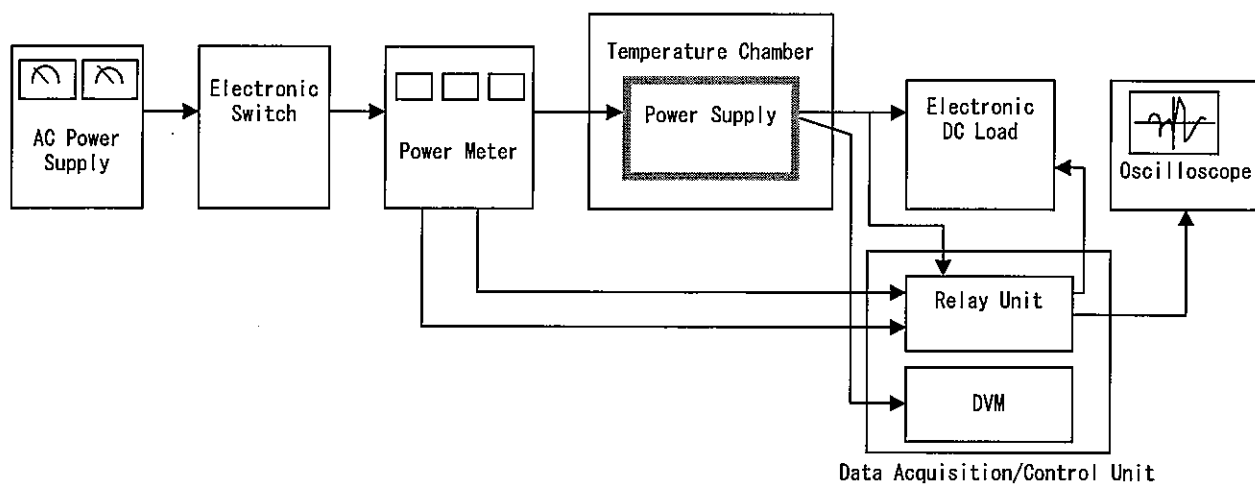 AC Power
Supply
Electronic
Switch
Power Meter
Temperature Chamber
Power Supply
Electronic
DC Load
Oscilloscope
Relay Unit
DVM
Data Acquisition/Control Unit